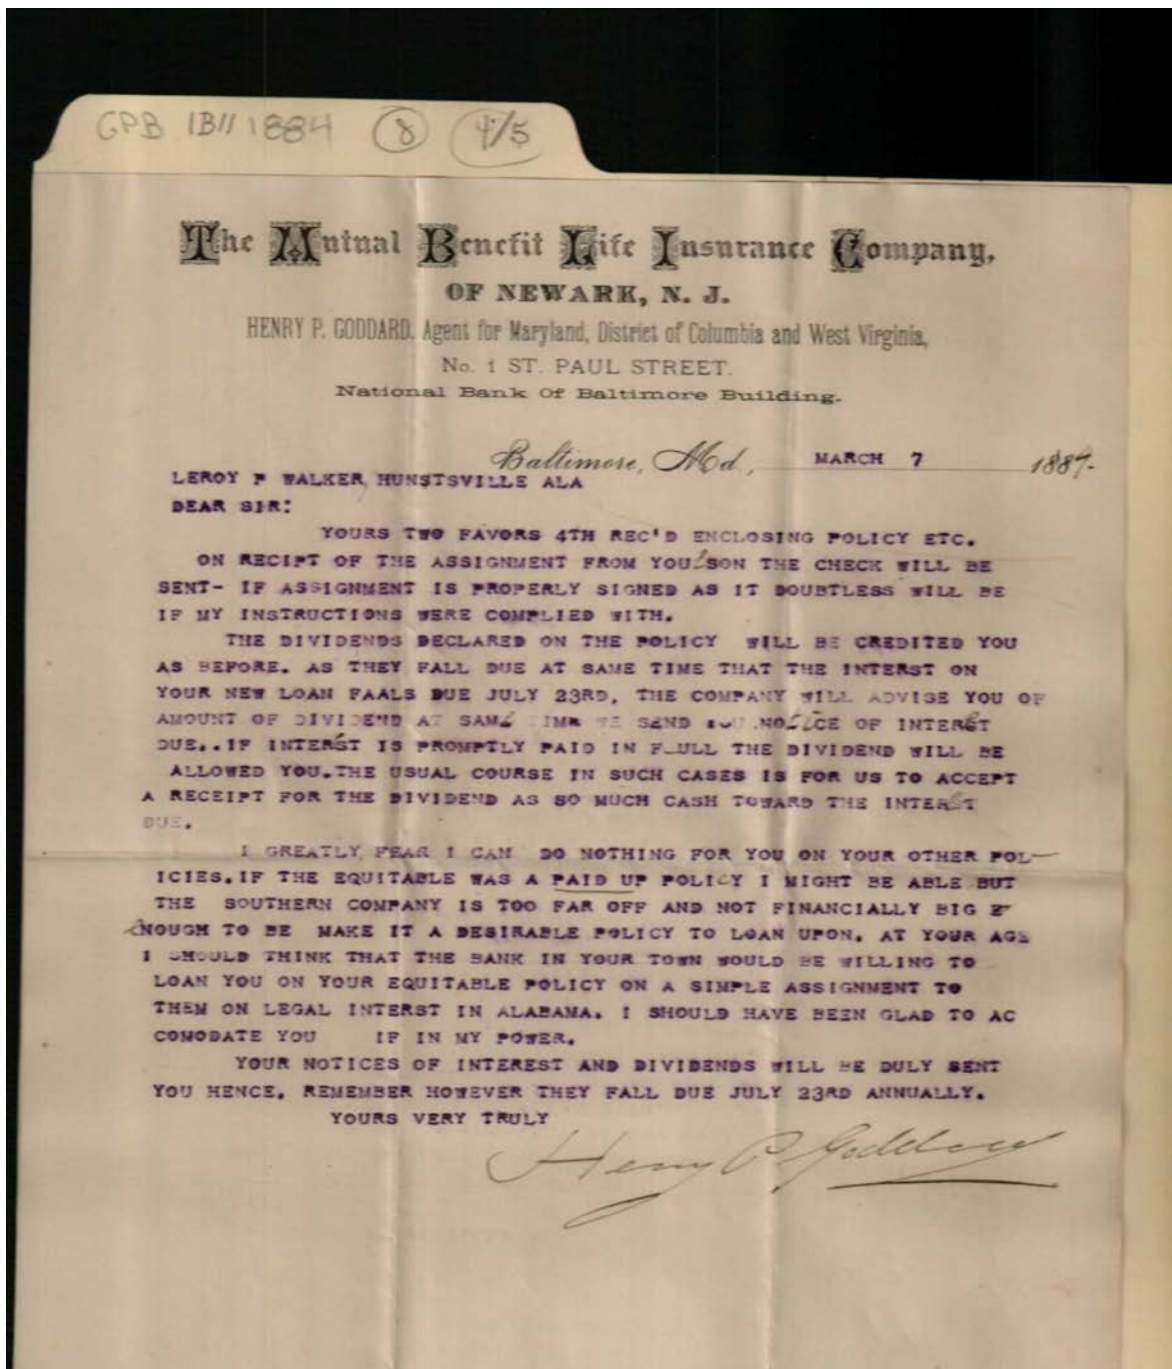 GPB IB11 1884 8 4/5
The Mutual Benefit Life Insurance Company,
OF NEWARK, N. J.
HENRY P. GODDARD, Agent for Maryland, District of Columbia and West Virginia,
No. 1 ST. PAUL STREET.
National Bank Of Baltimore Building.
Baltimore, Md., MARCH 7 1884.
LEROY P WALKER HUNSTSVILLE ALA
DEAR SIR:
YOURS TWO FAVORS 4TH REC'D ENCLOSING POLICY ETC.
ON RECIPT OF THE ASSIGNMENT FROM YOU SON THE CHECK WILL BE
SENT- IF ASSIGNMENT IS PROPERLY SIGNED AS IT DOUBTLESS WILL BE
IF MY INSTRUCTIONS WERE COMPLIED WITH.
THE DIVIDENDS DECLARED ON THE POLICY WILL BE CREDITED YOU
AS BEFORE. AS THEY FALL DUE AT SAME TIME THAT THE INTERST ON
YOUR NEW LOAN FAALS DUE JULY 23RD, THE COMPANY WILL ADVISE YOU OF
AMOUNT OF DIVIDEND AT SAME TIME WE SEND YOU NOTICE OF INTEREST
DUE..IF INTEREST IS PROMPTLY PAID IN F_ULL THE DIVIDEND WILL BE
ALLOWED YOU.THE USUAL COURSE IN SUCH CASES IS FOR US TO ACCEPT
A RECEIPT FOR THE DIVIDEND AS SO MUCH CASH TOWARD THE INTEREST
DUE.
I GREATLY FEAR I CAN DO NOTHING FOR YOU ON YOUR OTHER POL-
ICIES.IF THE EQUITABLE WAS A PAID UP POLICY I MIGHT BE ABLE BUT
THE SOUTHERN COMPANY IS TOO FAR OFF AND NOT FINANCIALLY BIG E
NOUGH TO BE MAKE IT A DESIRABLE POLICY TO LOAN UPON. AT YOUR AGE
I SHOULD THINK THAT THE BANK IN YOUR TOWN WOULD BE WILLING TO
LOAN YOU ON YOUR EQUITABLE POLICY ON A SIMPLE ASSIGNMENT TO
THEM ON LEGAL INTERST IN ALABAMA. I SHOULD HAVE BEEN GLAD TO AC
COMODATE YOU IF IN MY POWER.
YOUR NOTICES OF INTEREST AND DIVIDENDS WILL BE DULY SENT
YOU HENCE, REMEMBER HOWEVER THEY FALL DUE JULY 23RD ANNUALLY.
YOURS VERY TRULY
Henry P. Goddard